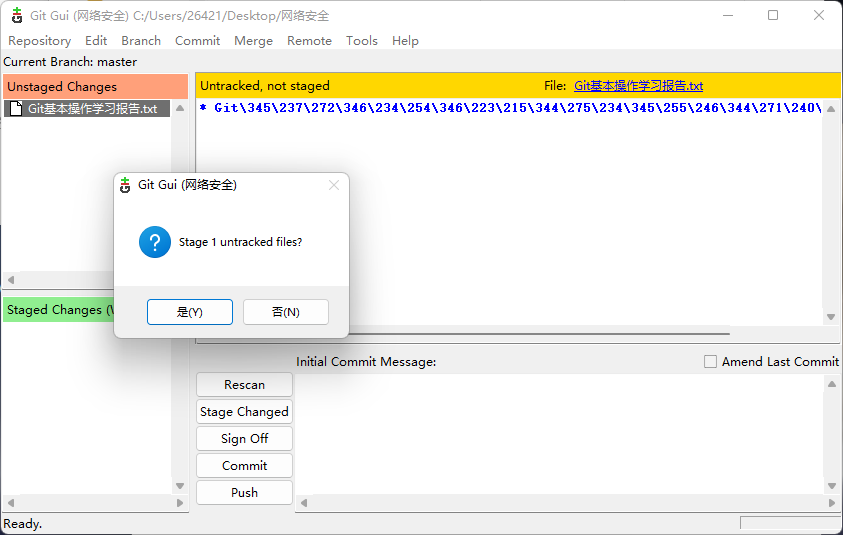 Git Gui (网络安全) C:/Users/26421/Desktop/网络安全
Repository Edit Branch Commit Merge Remote Tools Help
Current Branch: master
Unstaged Changes
Git基本操作学习报告.txt
Untracked, not staged File: Git基本操作学习报告.txt
* Git\345\237\272\346\234\254\346\223\215\344\275\234\345\255\246\344\271\240\
Git Gui (网络安全)
Stage 1 untracked files?
是(Y) 否(N)
Staged Changes (
Initial Commit Message: Amend Last Commit
Rescan
Stage Changed
Sign Off
Commit
Push
Ready.